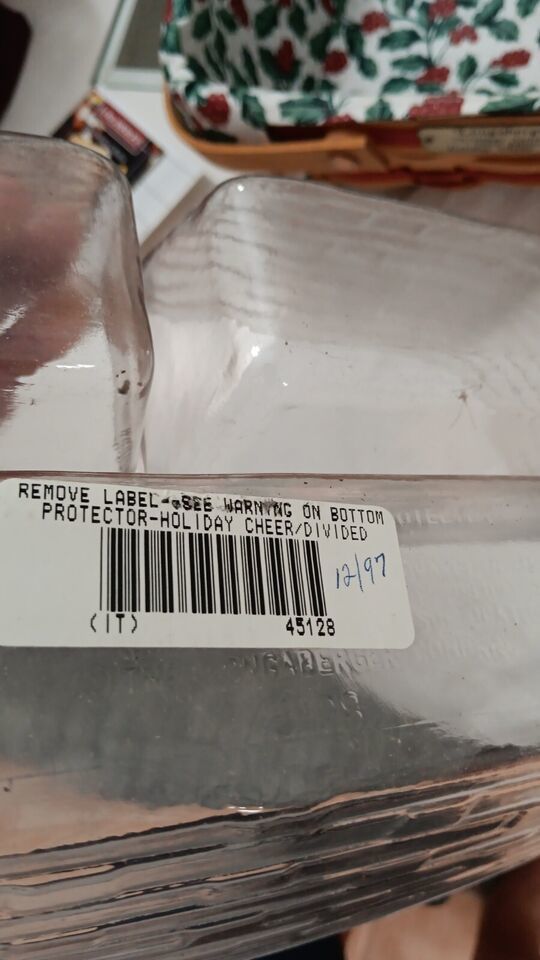 REMOVE LABEL-SEE WARNING ON BOTTOM
PROTECTOR-HOLIDAY CHEER/DIVIDED
12/97
(IT) 45128